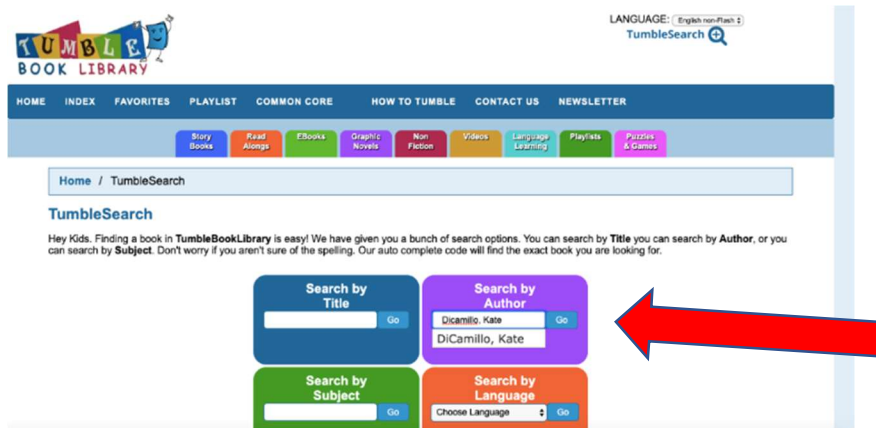 LANGUAGE: English non-Flash
TumbleSearch
TUMBLE
BOOK LIBRARY
HOME INDEX FAVORITES PLAYLIST COMMON CORE HOW TO TUMBLE CONTACT US NEWSLETTER
Story Books Read Alongs EBooks Graphic Novels Non Fiction Videos Language Learning Playlists Puzzles & Games
Home / TumbleSearch
TumbleSearch
Hey Kids. Finding a book in TumbleBookLibrary is easy! We have given you a bunch of search options. You can search by Title you can search by Author, or you
can search by Subject. Don't worry if you aren't sure of the spelling. Our auto complete code will find the exact book you are looking for.
Search by Title
Go
Search by Author
Dicamillo, Kate Go
DiCamillo, Kate
Search by Subject
Go
Search by Language
Choose Language Go